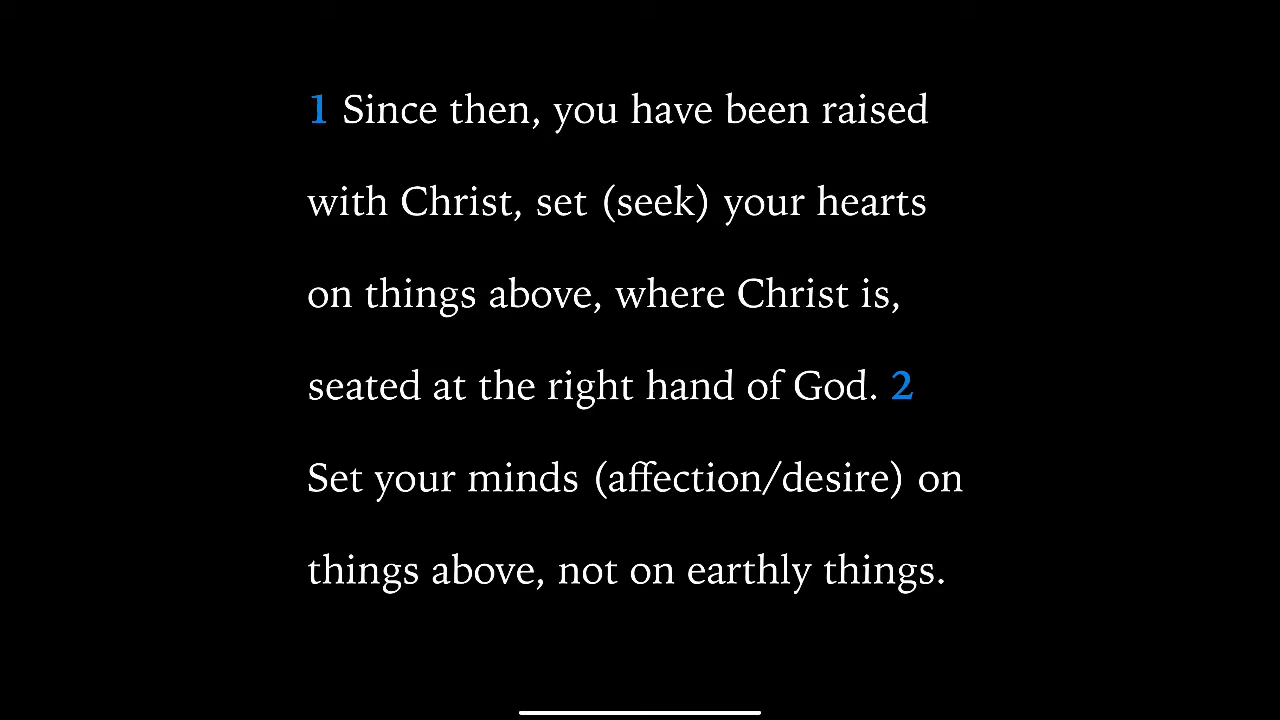 1 Since then, you have been raised
with Christ, set (seek) your hearts
on things above, where Christ is,
seated at the right hand of God. 2
Set your minds (affection/desire) on
things above, not on earthly things.